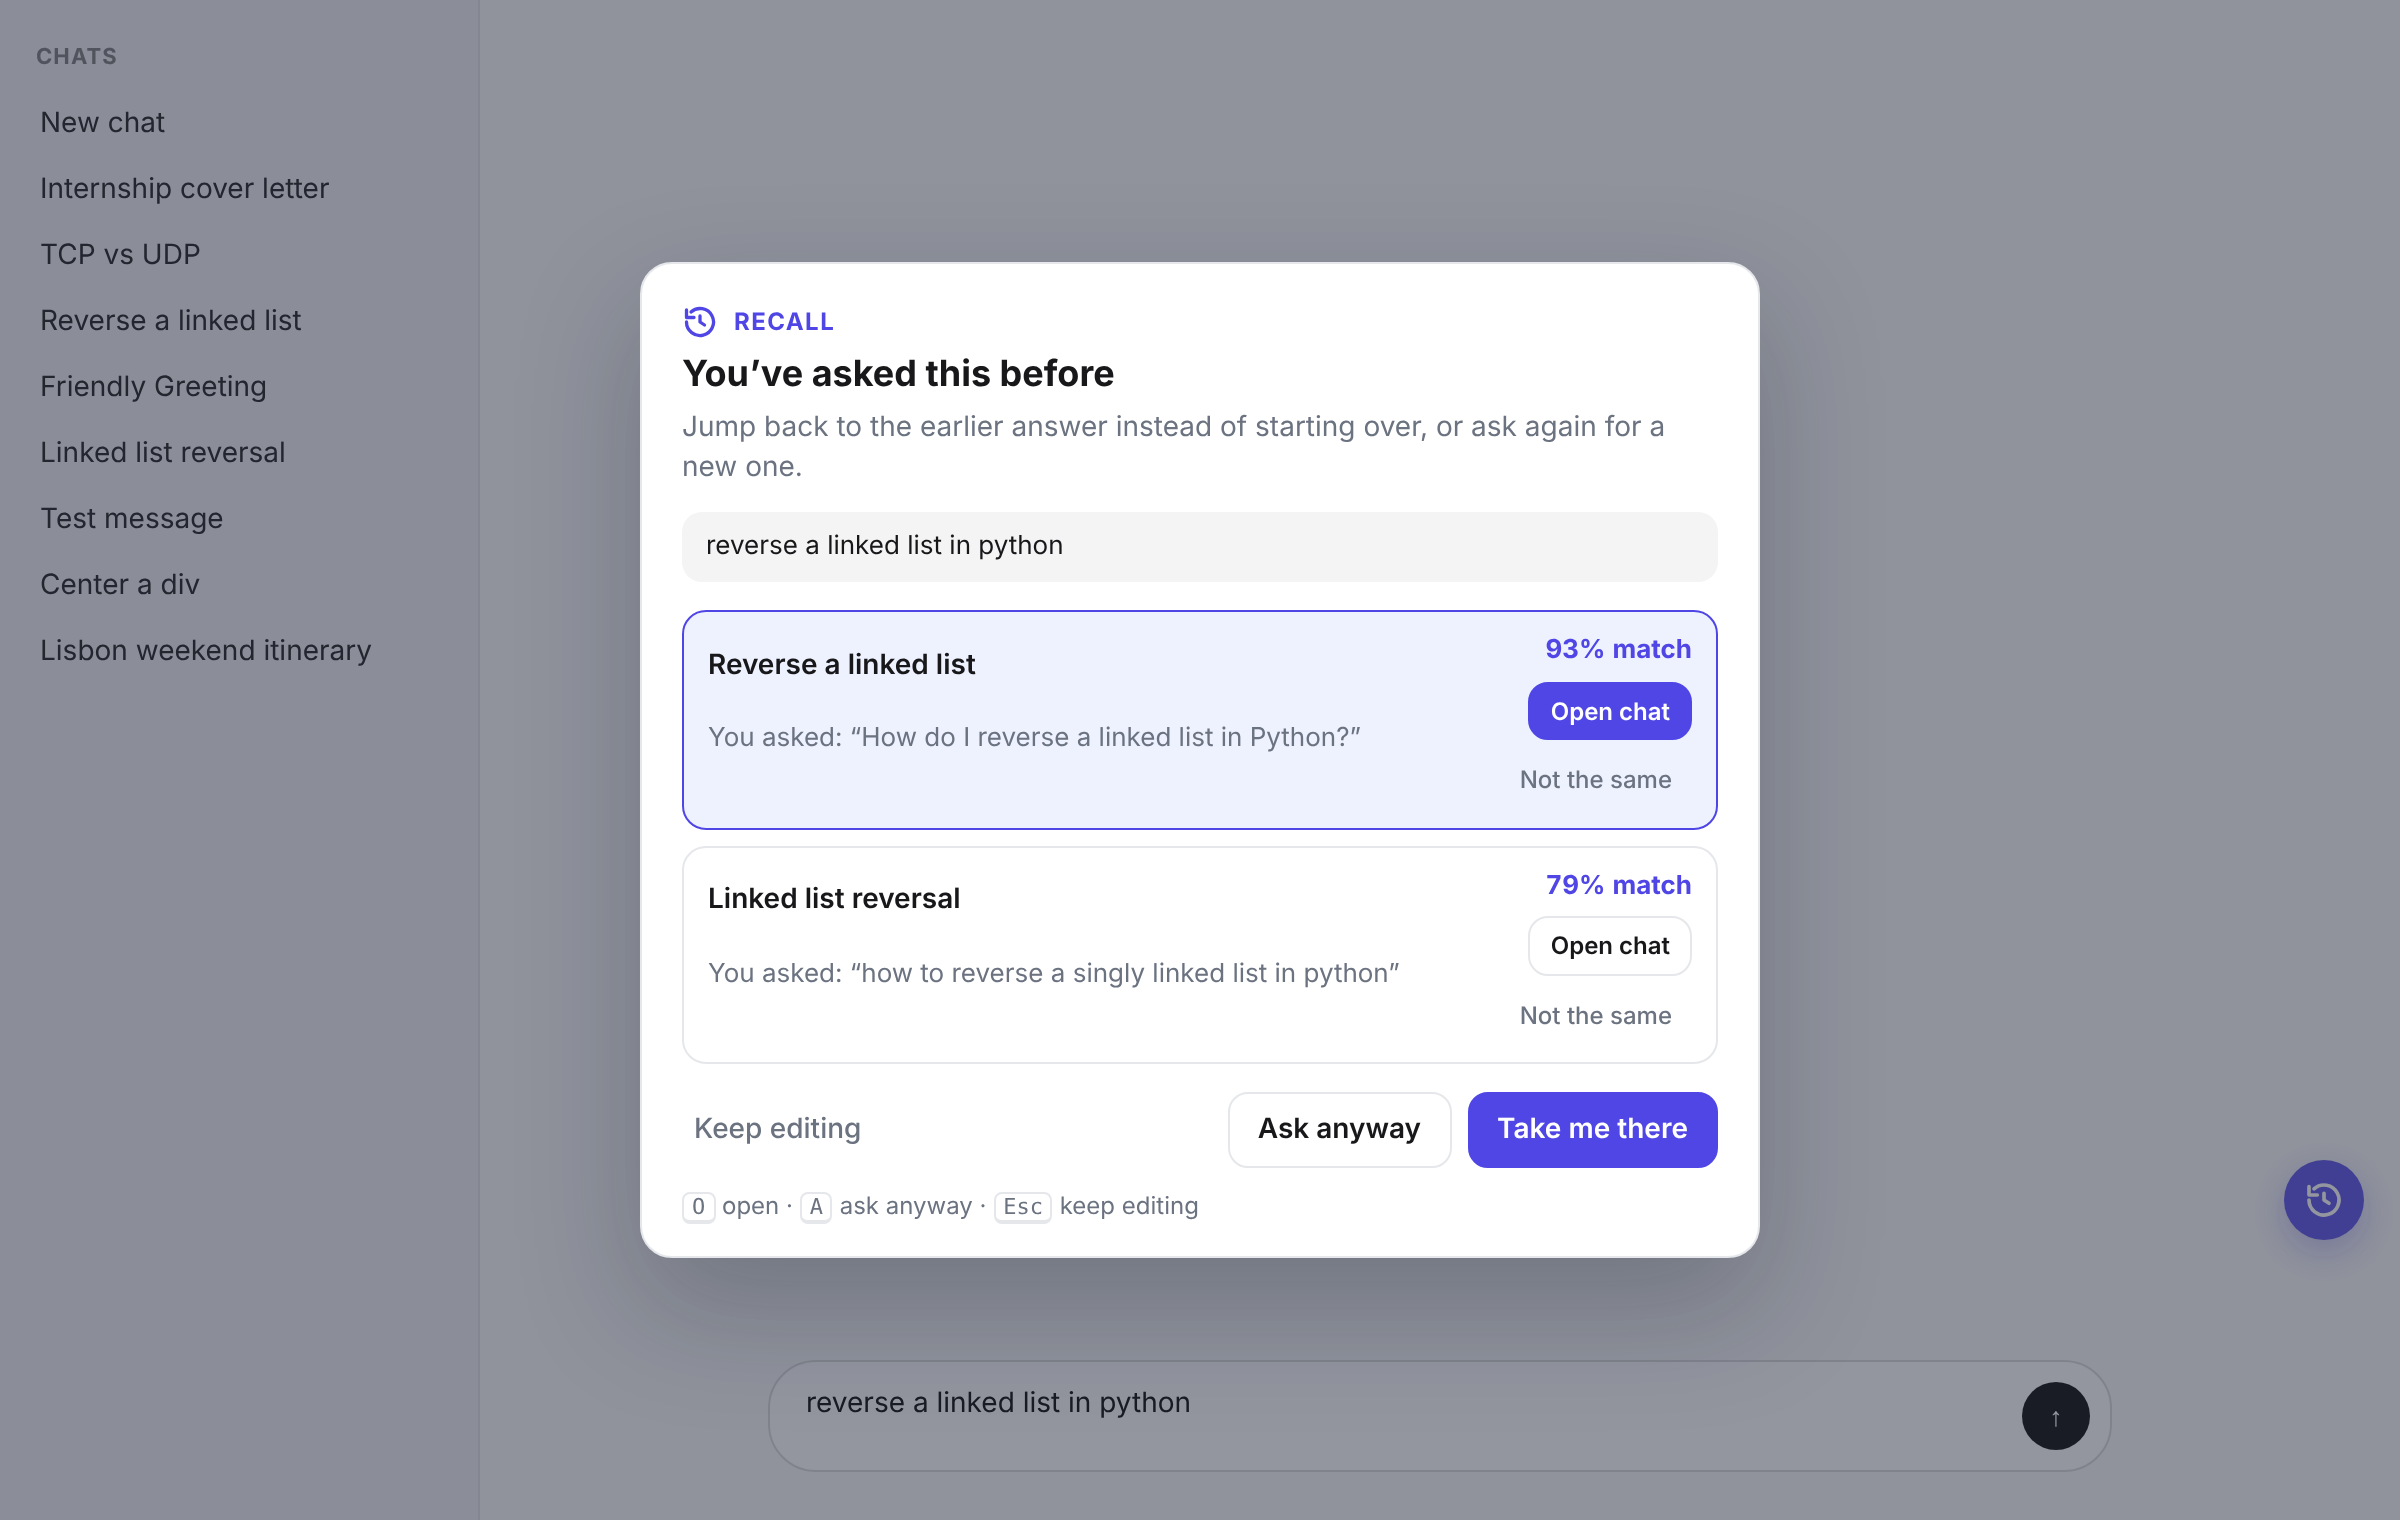 CHATS
New chat
Internship cover letter
TCP vs UDP
Reverse a linked list
Friendly Greeting
Linked list reversal
Test message
Center a div
Lisbon weekend itinerary
RECALL
You’ve asked this before
Jump back to the earlier answer instead of starting over, or ask again for a
new one.
reverse a linked list in python
Reverse a linked list
93% match
Open chat
You asked: “How do I reverse a linked list in Python?”
Not the same
Linked list reversal
79% match
Open chat
You asked: “how to reverse a singly linked list in python”
Not the same
Keep editing
Ask anyway
Take me there
O open · A ask anyway · Esc keep editing
reverse a linked list in python
↑